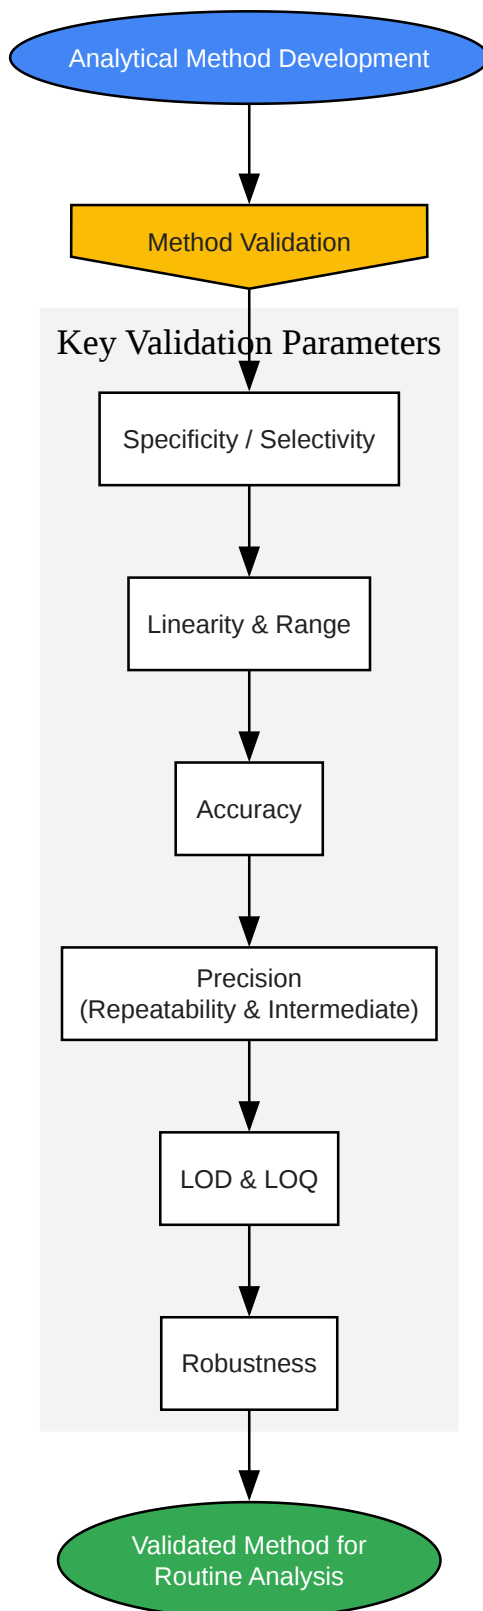 Analytical Method Development
Method Validation
Key Validation Parameters
Specificity / Selectivity
Linearity & Range
Accuracy
Precision
(Repeatability & Intermediate)
LOD & LOQ
Robustness
Validated Method for
Routine Analysis